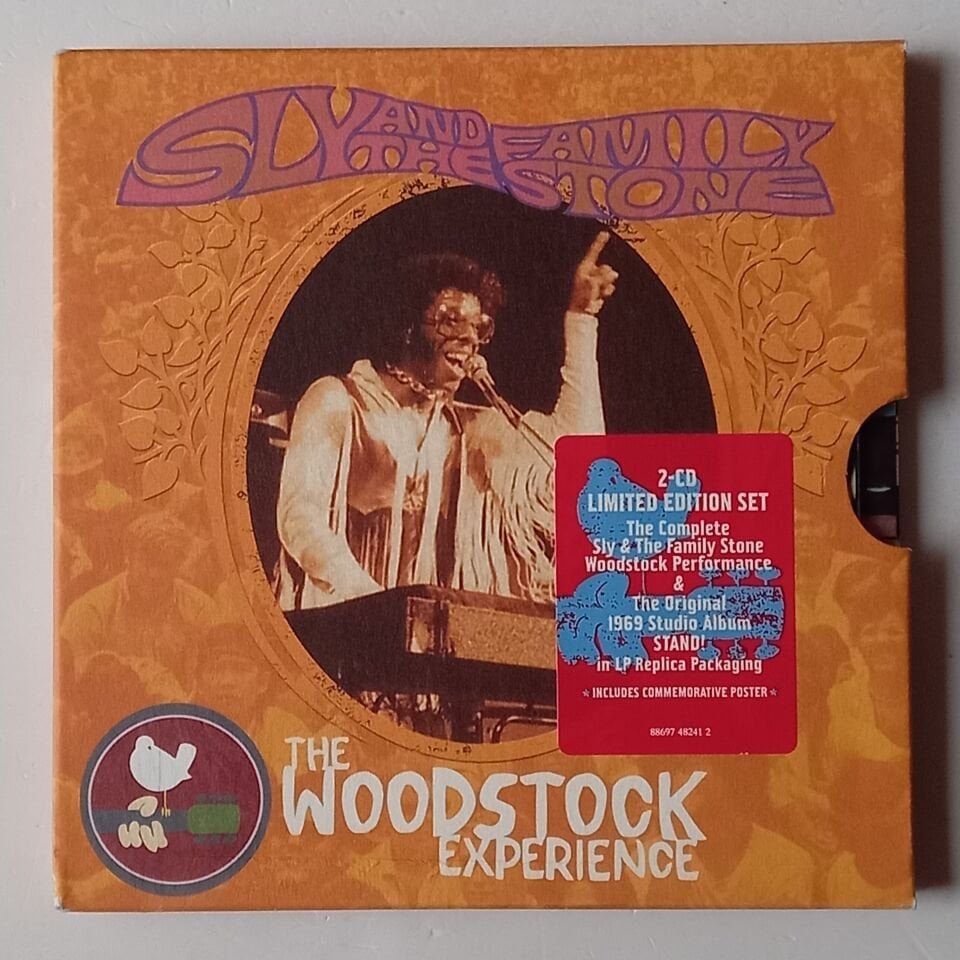 SLY AND THE FAMILY STONE
2-CD
LIMITED EDITION SET
The Complete
Sly & The Family Stone
Woodstock Performance
&
The Original
1969 Studio Album
STAND!
in LP Replica Packaging
★ INCLUDES COMMEMORATIVE POSTER ★
88697 48241 2
THE
WOODSTOCK
EXPERIENCE